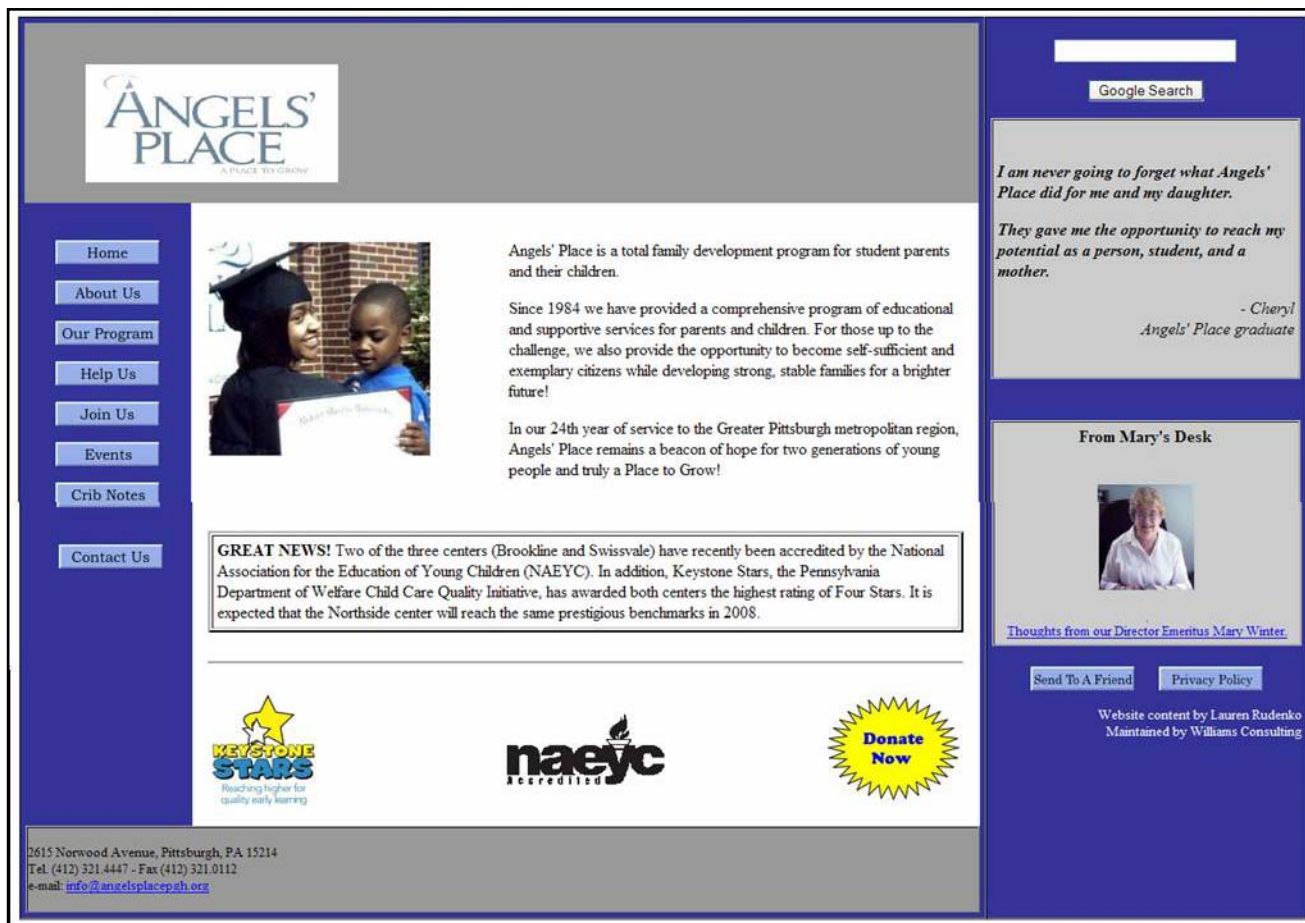 ANGELS'
PLACE
A PLACE TO GROW
Home
About Us
Our Program
Help Us
Join Us
Events
Crib Notes
Contact Us
Angels' Place is a total family development program for student parents
and their children.
Since 1984 we have provided a comprehensive program of educational
and supportive services for parents and children. For those up to the
challenge, we also provide the opportunity to become self-sufficient and
exemplary citizens while developing strong, stable families for a brighter
future!
In our 24th year of service to the Greater Pittsburgh metropolitan region,
Angels' Place remains a beacon of hope for two generations of young
people and truly a Place to Grow!
GREAT NEWS! Two of the three centers (Brookline and Swissvale) have recently been accredited by the National
Association for the Education of Young Children (NAEYC). In addition, Keystone Stars, the Pennsylvania
Department of Welfare Child Care Quality Initiative, has awarded both centers the highest rating of Four Stars. It is
expected that the Northside center will reach the same prestigious benchmarks in 2008.
KEYSTONE
STARS
Reaching higher for
quality early learning
naeyc
Accredited
Donate
Now
2615 Norwood Avenue, Pittsburgh, PA 15214
Tel. (412) 321.4447 - Fax (412) 321.0112
e-mail: info@angelsplacepgh.org
Google Search
I am never going to forget what Angels'
Place did for me and my daughter.
They gave me the opportunity to reach my
potential as a person, student, and a
mother.
- Cheryl
Angels' Place graduate
From Mary's Desk
Thoughts from our Director Emeritus Mary Winter.
Send To A Friend
Privacy Policy
Website content by Lauren Rudenko
Maintained by Williams Consulting